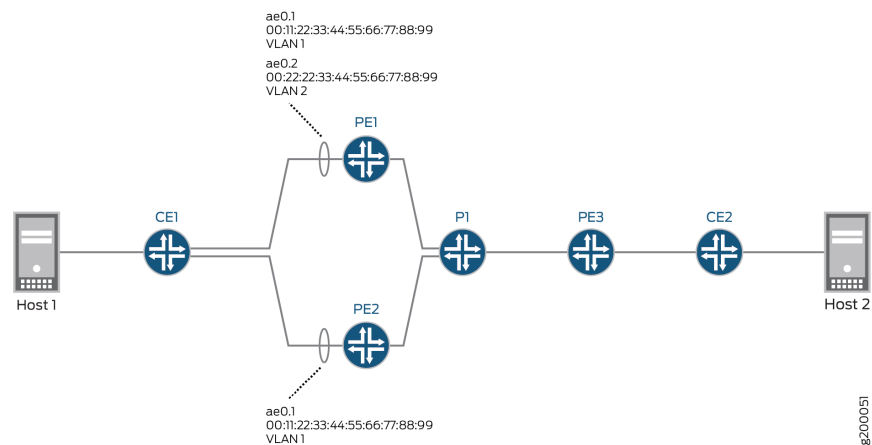 ae0.1
00:11:22:33:44:55:66:77:88:99
VLAN 1
ae0.2
00:22:22:33:44:55:66:77:88:99
VLAN 2
PE1
CE1
P1
PE3
CE2
Host 1
Host 2
PE2
ae0.1
00:11:22:33:44:55:66:77:88:99
VLAN 1
g200051